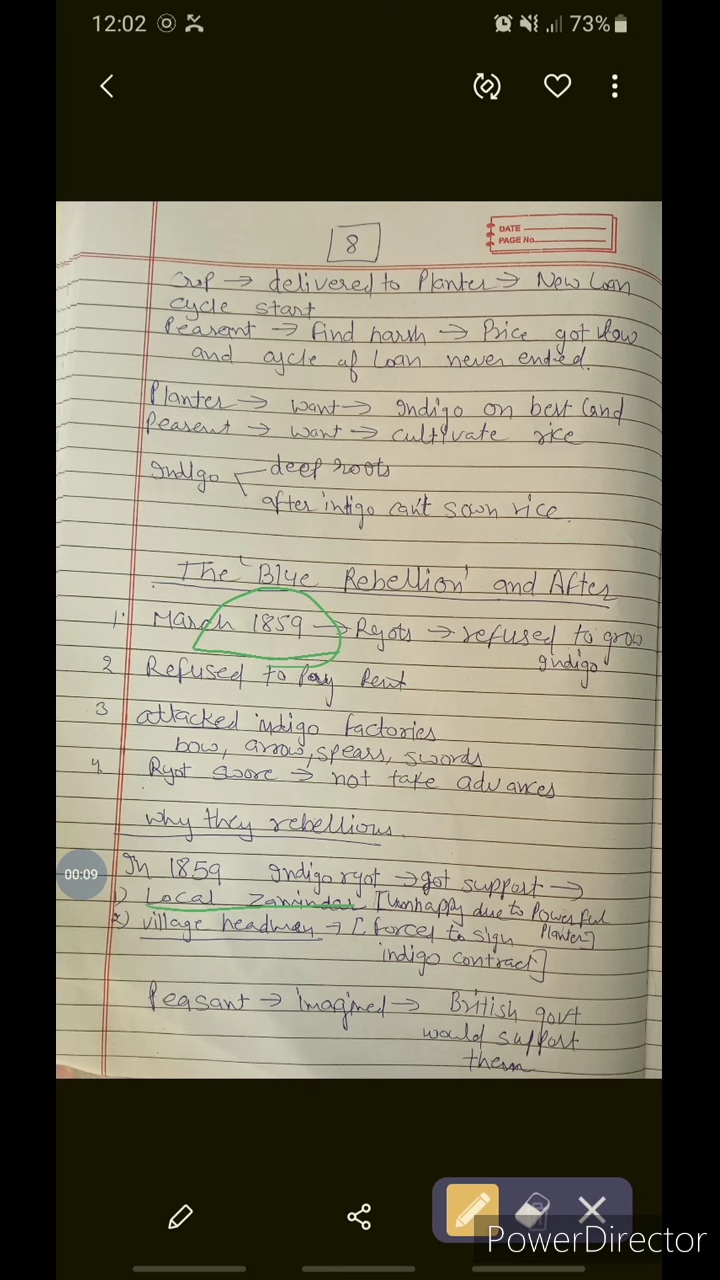 12:02
73%
8
DATE
PAGE No.
Crop → delivered to Planter → New loan
cycle start
Peasant → find harsh → Price got low
and cycle of Loan never ended.
Planter → want → indigo on best land
Peasent → want → cultivate rice
Indigo
deep roots
after intigo can't sown rice.
The 'Blue Rebellion' and After
1. March 1859 → Ryots → refused to grow
indigo
2 Refused to Pay Rent
3 attacked indigo factories
bow, arrow, spears, swords
4. Ryot swore → not take advances
why they rebellious.
00:09
In 1859 Indigo ryot → got support →
1) Local Zamindar [Unhappy due to Powerful
Planter]
2) village headmen → [forced to sign
indigo contract]
Peasant → imagined → British govt
would support
them
PowerDirector